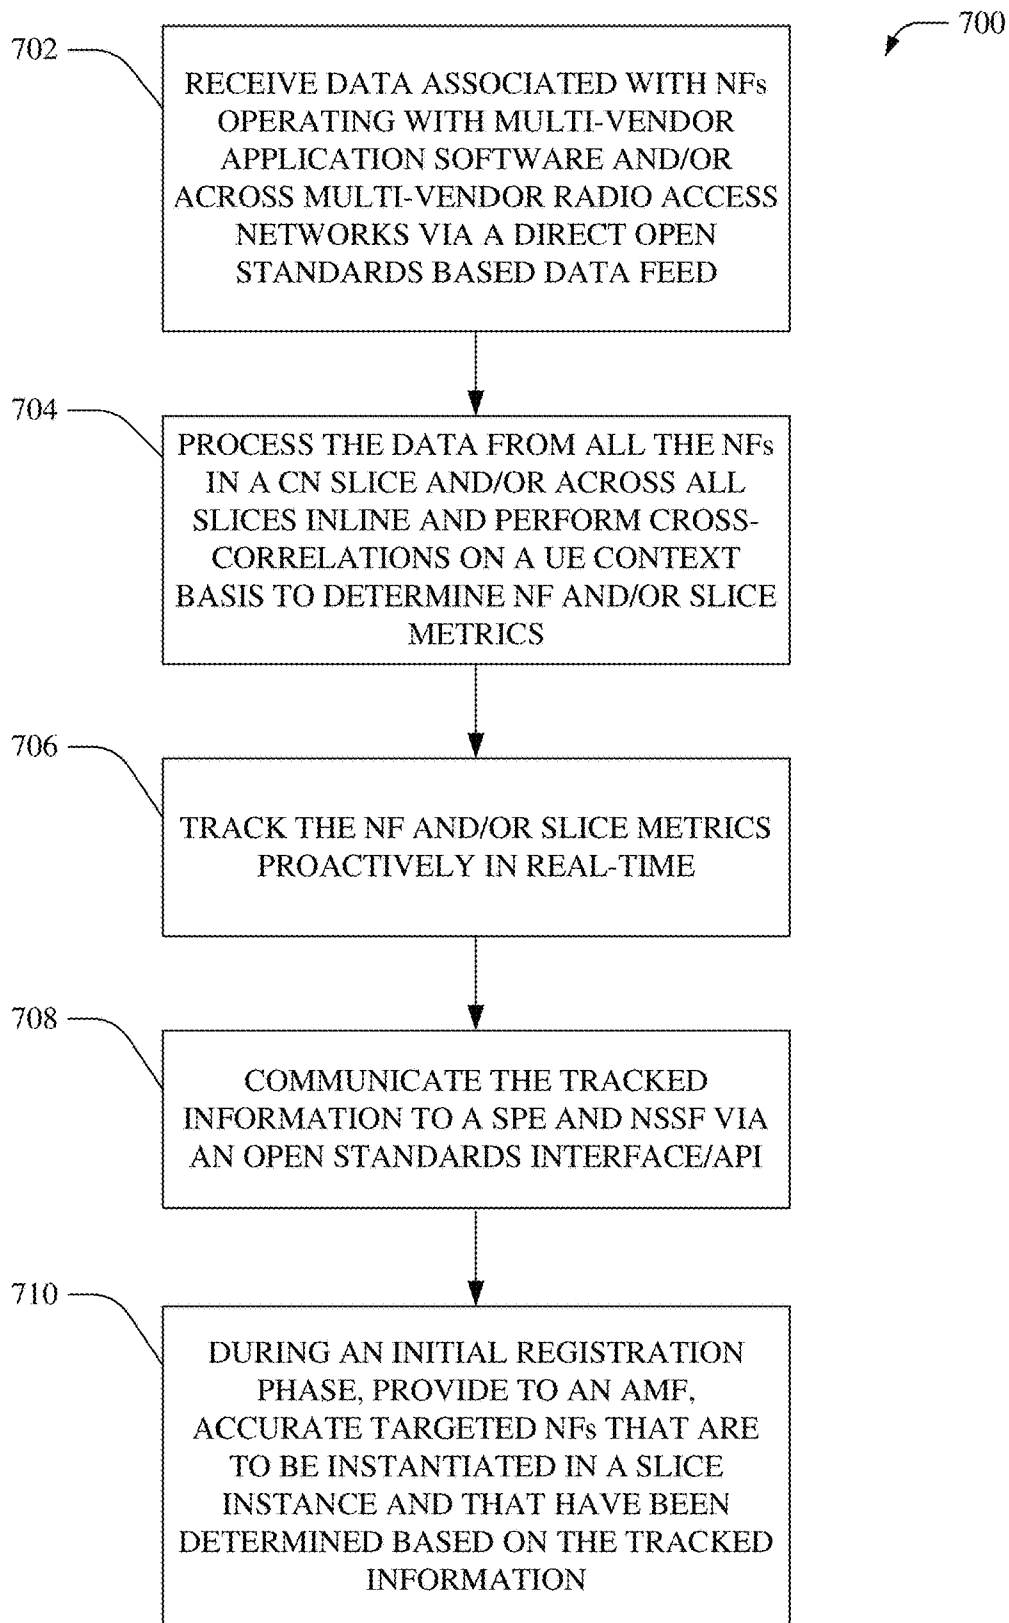 700
702
RECEIVE DATA ASSOCIATED WITH NFs
OPERATING WITH MULTI-VENDOR
APPLICATION SOFTWARE AND/OR
ACROSS MULTI-VENDOR RADIO ACCESS
NETWORKS VIA A DIRECT OPEN
STANDARDS BASED DATA FEED
704
PROCESS THE DATA FROM ALL THE NFs
IN A CN SLICE AND/OR ACROSS ALL
SLICES INLINE AND PERFORM CROSS-
CORRELATIONS ON A UE CONTEXT
BASIS TO DETERMINE NF AND/OR SLICE
METRICS
706
TRACK THE NF AND/OR SLICE METRICS
PROACTIVELY IN REAL-TIME
708
COMMUNICATE THE TRACKED
INFORMATION TO A SPE AND NSSF VIA
AN OPEN STANDARDS INTERFACE/API
710
DURING AN INITIAL REGISTRATION
PHASE, PROVIDE TO AN AMF,
ACCURATE TARGETED NFs THAT ARE
TO BE INSTANTIATED IN A SLICE
INSTANCE AND THAT HAVE BEEN
DETERMINED BASED ON THE TRACKED
INFORMATION